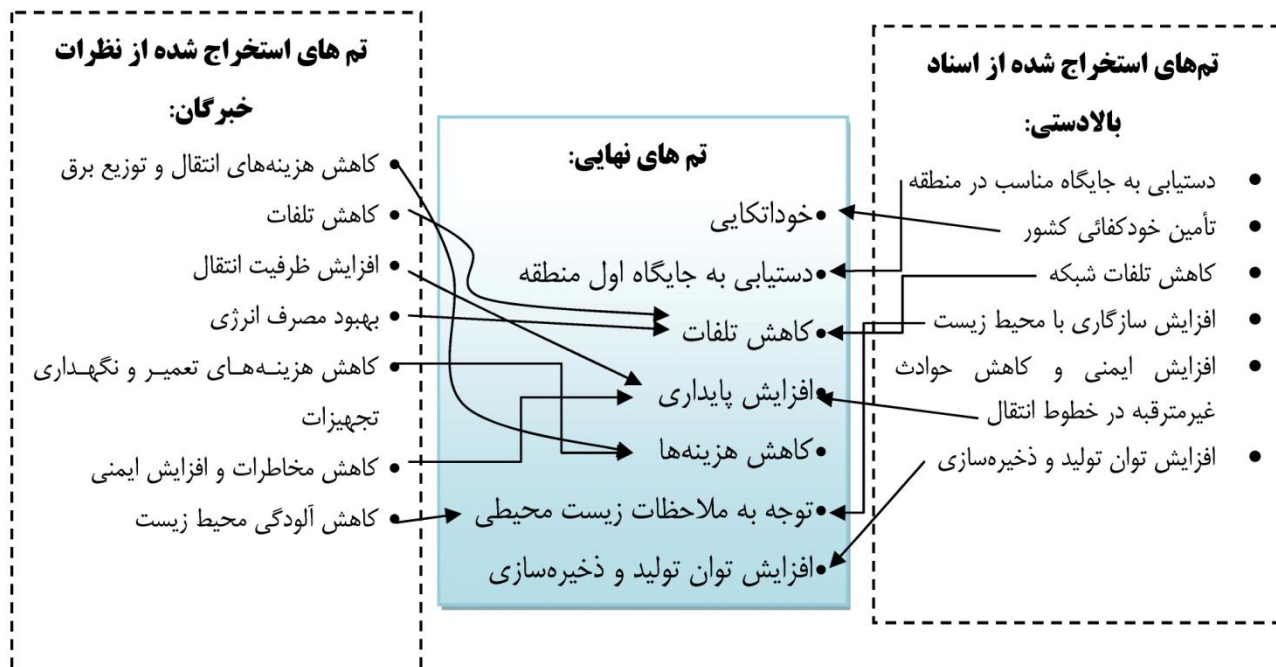 تم‌های استخراج شده از اسناد
بالادستی:
دستیابی به جایگاه مناسب در منطقه
تأمین خودکفائی کشور
کاهش تلفات شبکه
افزایش سازگاری با محیط زیست
افزایش ایمنی و کاهش حوادث
غیرمترقبه در خطوط انتقال
افزایش توان تولید و ذخیره‌سازی
تم های نهایی:
خوداتکایی
دستیابی به جایگاه اول منطقه
کاهش تلفات
افزایش پایداری
کاهش هزینه‌ها
توجه به ملاحظات زیست محیطی
افزایش توان تولید و ذخیره‌سازی
تم های استخراج شده از نظرات
خبرگان:
کاهش هزینه‌های انتقال و توزیع برق
کاهش تلفات
افزایش ظرفیت انتقال
بهبود مصرف انرژی
کاهش هزینه‌های تعمیر و نگهداری
تجهیزات
کاهش مخاطرات و افزایش ایمنی
کاهش آلودگی محیط زیست